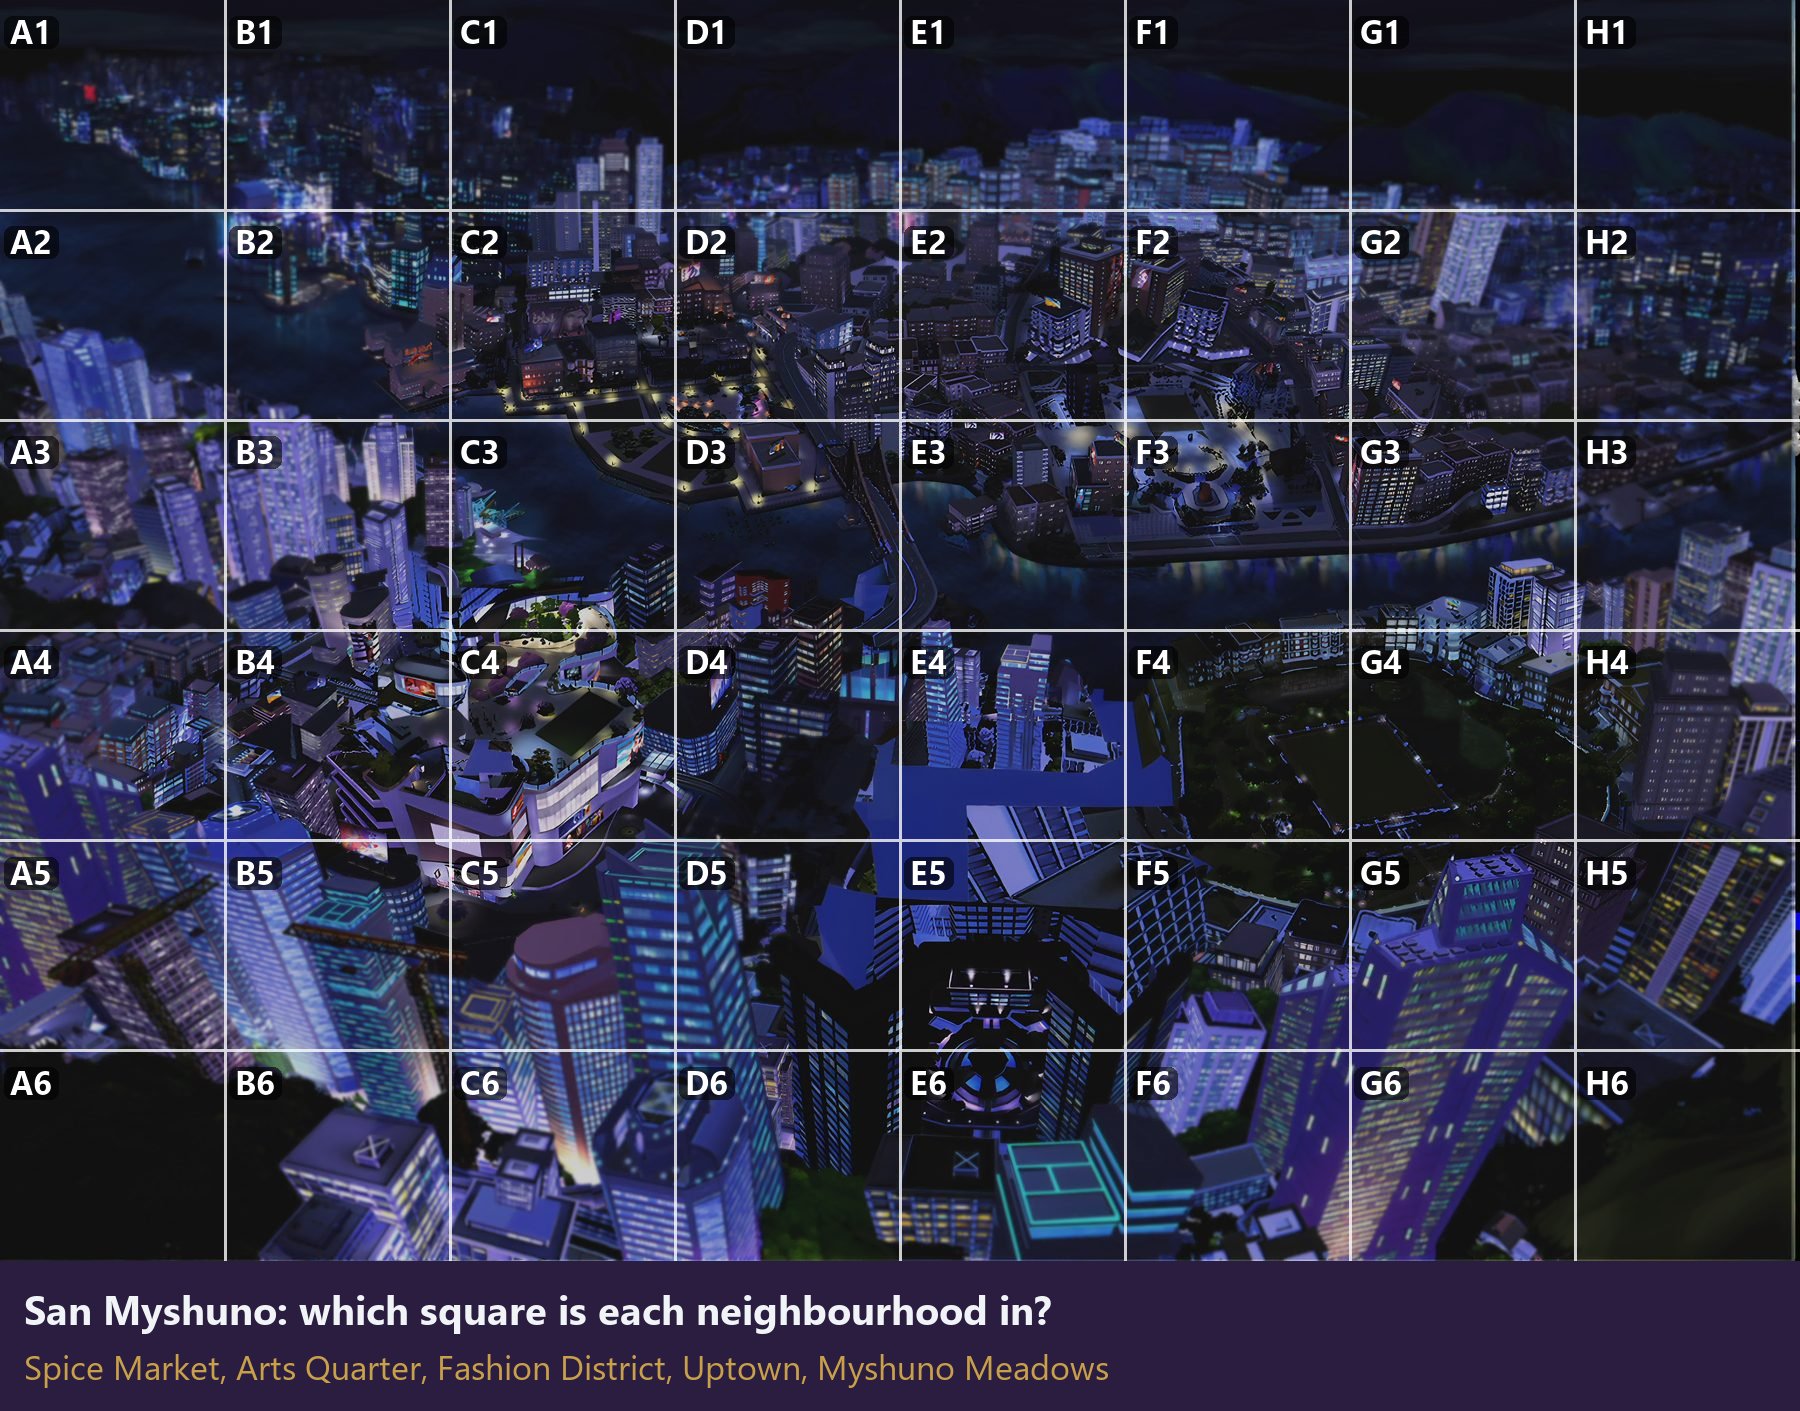 A1 B1 C1 D1 E1 F1 G1 H1
A2 B2 C2 D2 E2 F2 G2 H2
A3 B3 C3 D3 E3 F3 G3 H3
A4 B4 C4 D4 E4 F4 G4 H4
A5 B5 C5 D5 E5 F5 G5 H5
A6 B6 C6 D6 E6 F6 G6 H6
San Myshuno: which square is each neighbourhood in?
Spice Market, Arts Quarter, Fashion District, Uptown, Myshuno Meadows